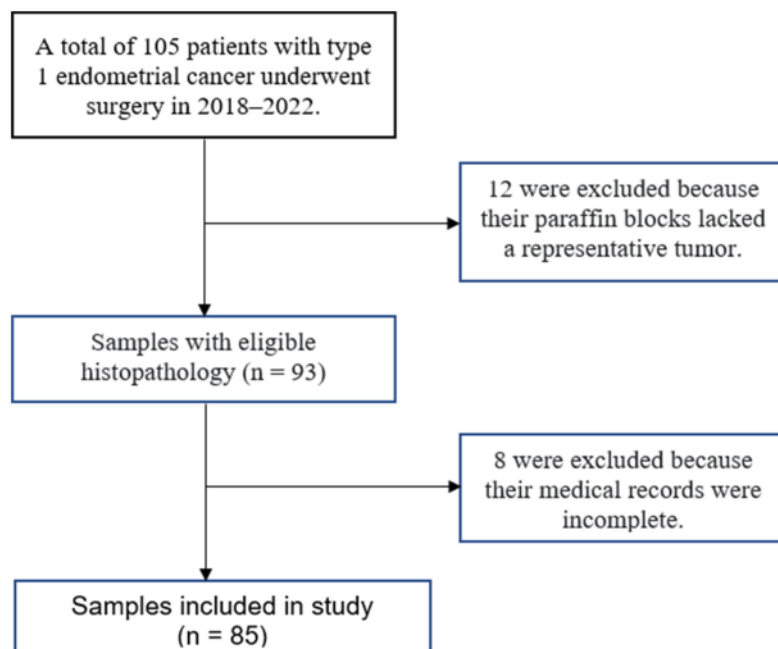 A total of 105 patients with type
1 endometrial cancer underwent
surgery in 2018–2022.
12 were excluded because
their paraffin blocks lacked
a representative tumor.
Samples with eligible
histopathology (n = 93)
8 were excluded because
their medical records were
incomplete.
Samples included in study
(n = 85)